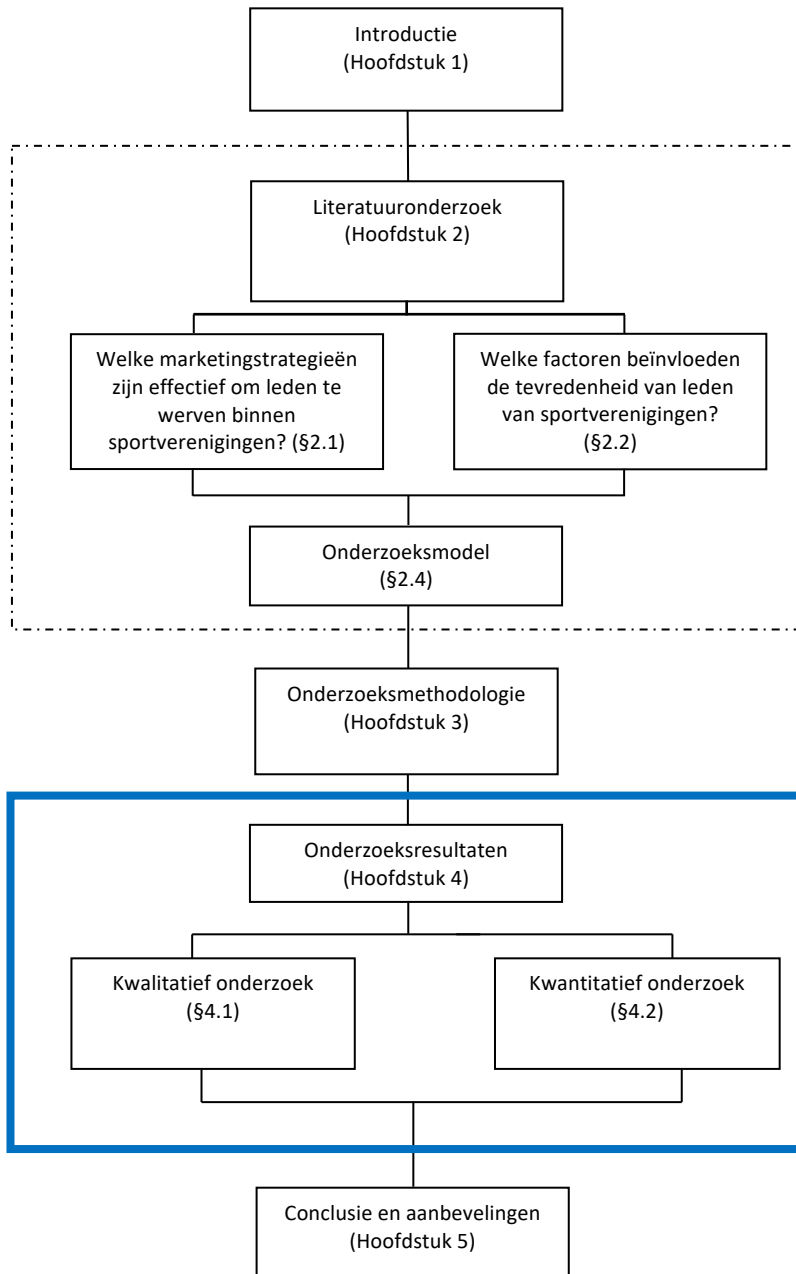 Introductie
(Hoofdstuk 1)
Literatuuronderzoek
(Hoofdstuk 2)
Welke marketingstrategieën
zijn effectief om leden te
werven binnen
sportverenigingen? (§2.1)
Welke factoren beïnvloeden
de tevredenheid van leden
van sportverenigingen?
(§2.2)
Onderzoeksmodel
(§2.4)
Onderzoeksmethodologie
(Hoofdstuk 3)
Onderzoeksresultaten
(Hoofdstuk 4)
Kwalitatief onderzoek
(§4.1)
Kwantitatief onderzoek
(§4.2)
Conclusie en aanbevelingen
(Hoofdstuk 5)